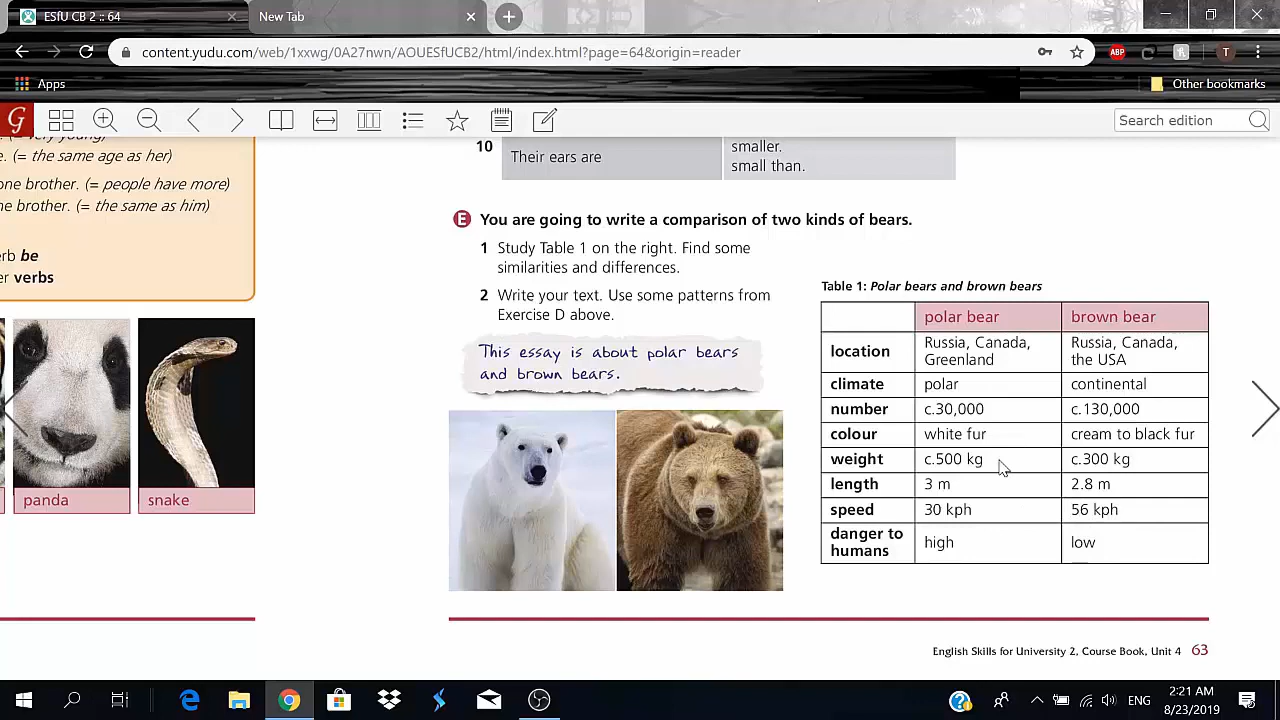 ESfU CB 2 :: 64
New Tab
content.yudu.com/web/1xxwg/0A27nwn/AOUESfUCB2/html/index.html?page=64&origin=reader
ABP
T
Apps
Other bookmarks
G
Search edition
e. (= the same age as her)
one brother. (= people have more)
ne brother. (= the same as him)
erb be
er verbs
panda
snake
10 Their ears are
smaller.
small than.
E You are going to write a comparison of two kinds of bears.
1 Study Table 1 on the right. Find some
similarities and differences.
2 Write your text. Use some patterns from
Exercise D above.
This essay is about polar bears
and brown bears.
Table 1: Polar bears and brown bears
polar bear brown bear
location Russia, Canada, Greenland Russia, Canada, the USA
climate polar continental
number c.30,000 c.130,000
colour white fur cream to black fur
weight c.500 kg c.300 kg
length 3 m 2.8 m
speed 30 kph 56 kph
danger to humans high low
English Skills for University 2, Course Book, Unit 4 63
ENG
2:21 AM
8/23/2019